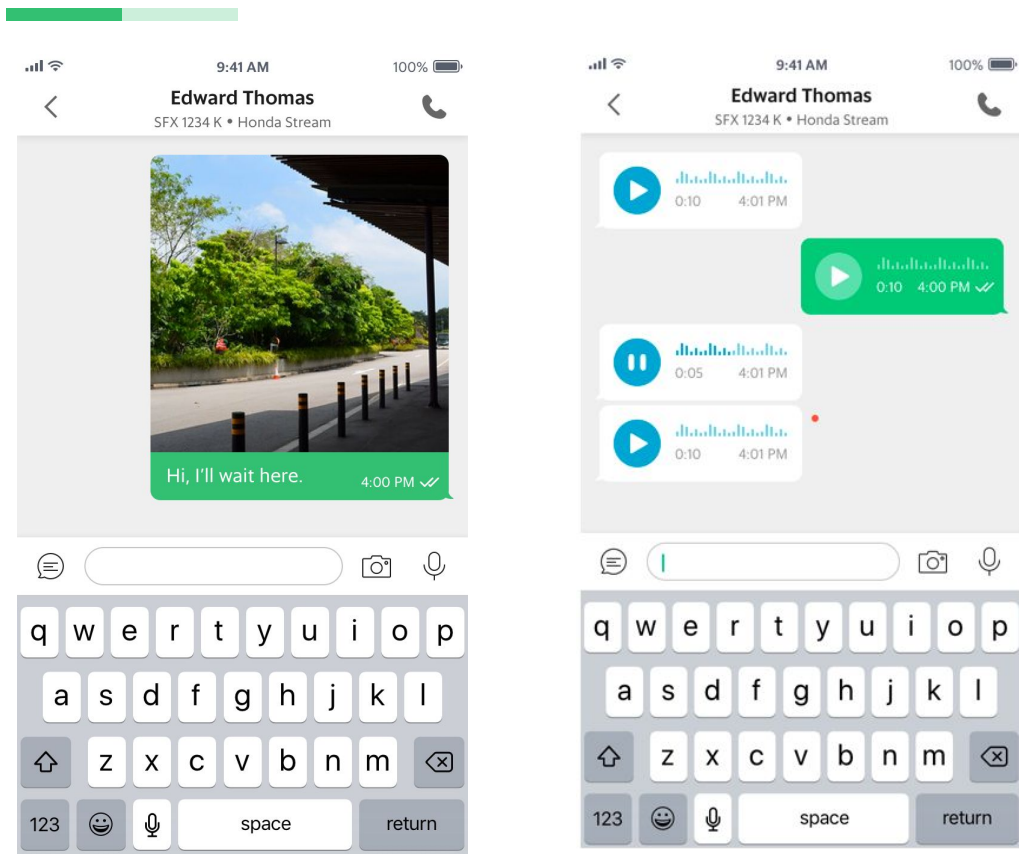 9:41 AM
100%
Edward Thomas
SFX 1234 K • Honda Stream
Hi, I'll wait here.
4:00 PM
q w e r t y u i o p
a s d f g h j k l
z x c v b n m
123
space
return
9:41 AM
100%
Edward Thomas
SFX 1234 K • Honda Stream
0:10 4:01 PM
0:10 4:00 PM
0:05 4:01 PM
0:10 4:01 PM
q w e r t y u i o p
a s d f g h j k l
z x c v b n m
123
space
return